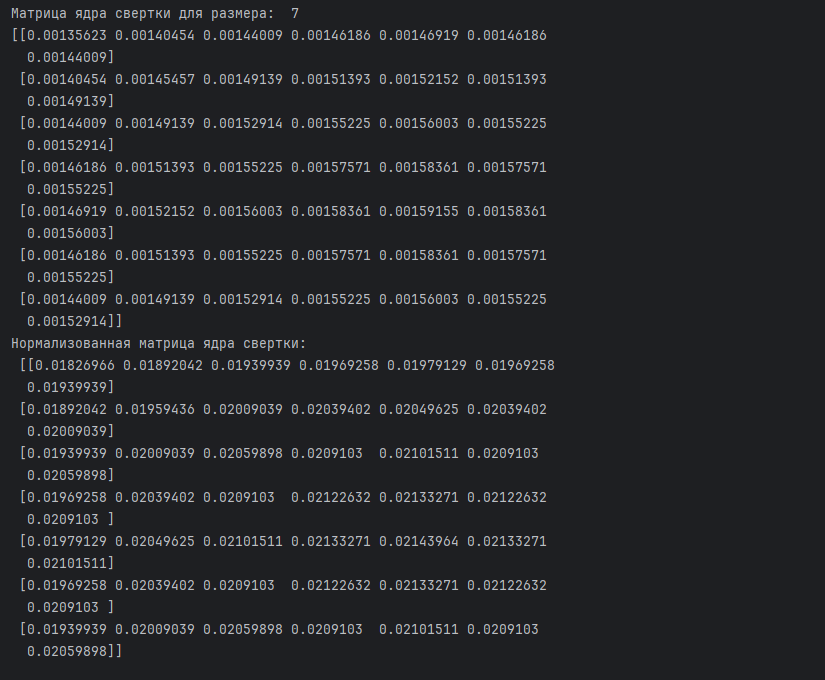 Матрица ядра свертки для размера:  7
[[0.00135623 0.00140454 0.00144009 0.00146186 0.00146919 0.00146186
  0.00144009]
 [0.00140454 0.00145457 0.00149139 0.00151393 0.00152152 0.00151393
  0.00149139]
 [0.00144009 0.00149139 0.00152914 0.00155225 0.00156003 0.00155225
  0.00152914]
 [0.00146186 0.00151393 0.00155225 0.00157571 0.00158361 0.00157571
  0.00155225]
 [0.00146919 0.00152152 0.00156003 0.00158361 0.00159155 0.00158361
  0.00156003]
 [0.00146186 0.00151393 0.00155225 0.00157571 0.00158361 0.00157571
  0.00155225]
 [0.00144009 0.00149139 0.00152914 0.00155225 0.00156003 0.00155225
  0.00152914]]
Нормализованная матрица ядра свертки:
 [[0.01826966 0.01892042 0.01939939 0.01969258 0.01979129 0.01969258
  0.01939939]
 [0.01892042 0.01959436 0.02009039 0.02039402 0.02049625 0.02039402
  0.02009039]
 [0.01939939 0.02009039 0.02059898 0.0209103  0.02101511 0.0209103
  0.02059898]
 [0.01969258 0.02039402 0.0209103  0.02122632 0.02133271 0.02122632
  0.0209103 ]
 [0.01979129 0.02049625 0.02101511 0.02133271 0.02143964 0.02133271
  0.02101511]
 [0.01969258 0.02039402 0.0209103  0.02122632 0.02133271 0.02122632
  0.0209103 ]
 [0.01939939 0.02009039 0.02059898 0.0209103  0.02101511 0.0209103
  0.02059898]]